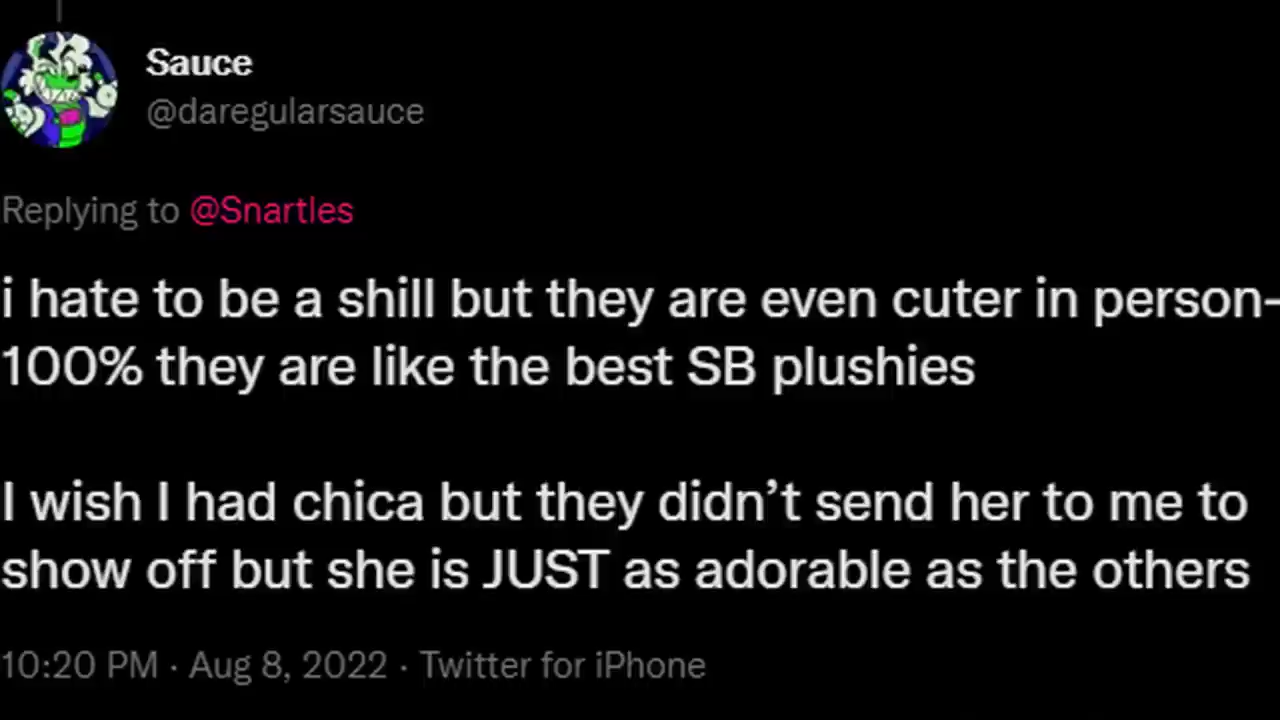 Sauce
@daregularsauce
Replying to @Snartles
i hate to be a shill but they are even cuter in person-
100% they are like the best SB plushies
I wish I had chica but they didn’t send her to me to
show off but she is JUST as adorable as the others
10:20 PM · Aug 8, 2022 · Twitter for iPhone